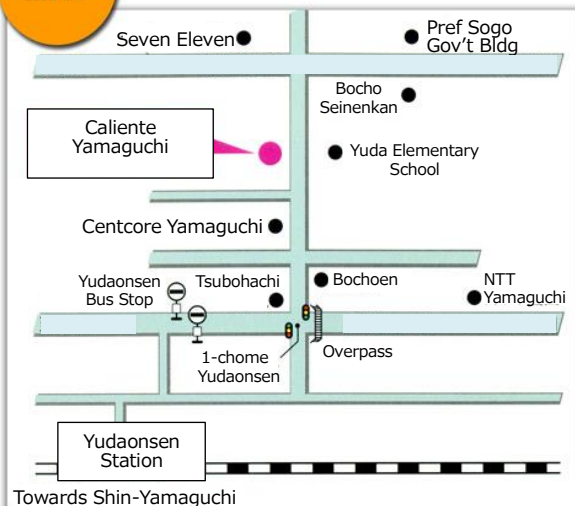 Seven Eleven
Pref Sogo
Gov't Bldg
Bocho
Seinenkan
Caliente
Yamaguchi
Yuda Elementary
School
Centcore Yamaguchi
Yudaonsen
Bus Stop
Tsubohachi
Bochoen
NTT
Yamaguchi
1-chome
Yudaonsen
Overpass
Yudaonsen
Station
Towards Shin-Yamaguchi